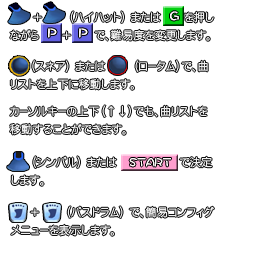 + (ハイハット) または G を押し
ながら P + P で、難易度を変更します。
(スネア) または (ロータム)で、曲
リストを上下に移動します。
カーソルキーの上下(↑↓)でも、曲リストを
移動することができます。
(シンバル) または START で決定
します。
+ (バスドラム) で、簡易コンフィグ
メニューを表示します。